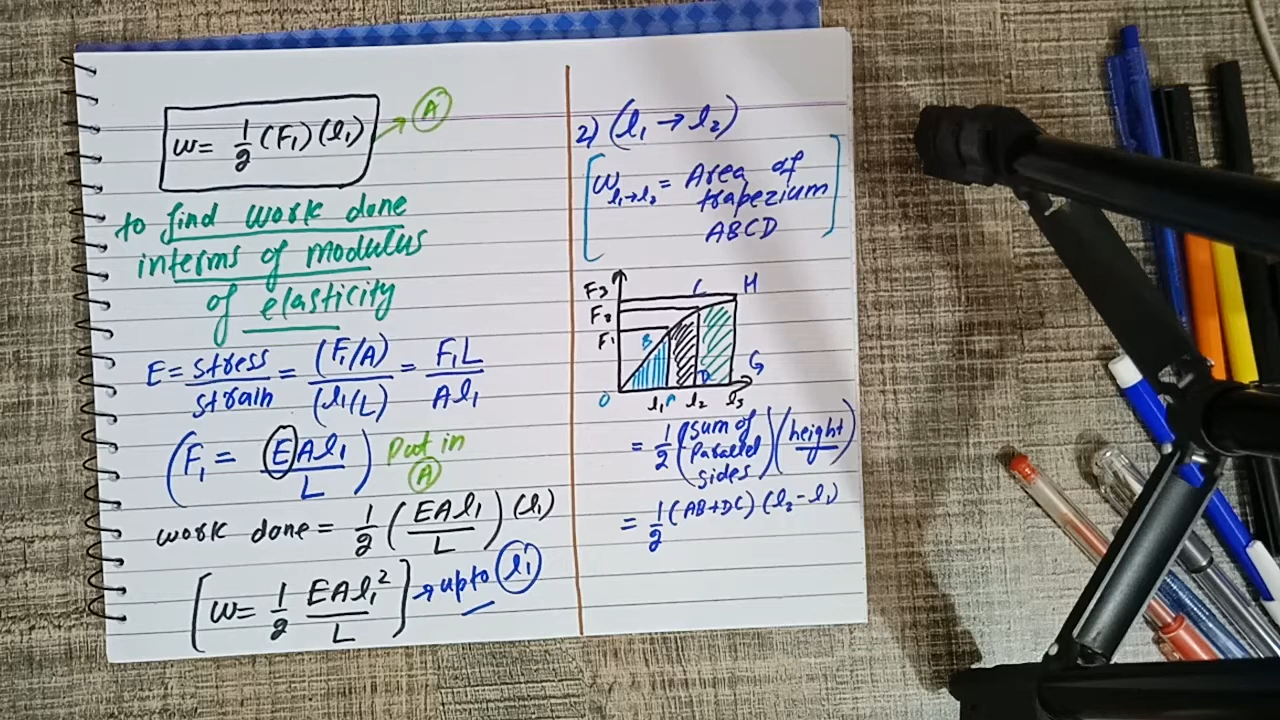 W= 1/2 (F₁)(l₁) → A
to find work done
interms of modulus
of elasticity
E = stress/strain = (F₁/A)/(l₁/L) = F₁L/Al₁
(F₁ = EAl₁/L) Put in A
work done = 1/2 (EAl₁/L) (l₁)
[W= 1/2 EAl₁²/L] → upto l₁
2) (l₁ → l₂)
[W l₁→l₂ = Area of
trapezium
ABCD]
F₃ C H
F₂
F₁ B
D G
O l₁ A l₂ l₃
= 1/2 (sum of Parallel sides) (height)
= 1/2 (AB+DC) (l₂-l₁)